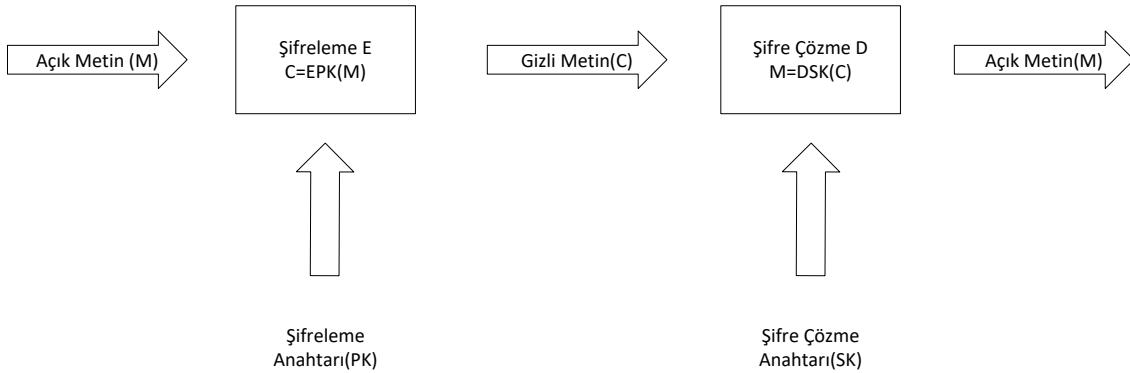 Açık Metin (M)
Şifreleme E
C=EPK(M)
Gizli Metin(C)
Şifre Çözme D
M=DSK(C)
Açık Metin(M)
Şifreleme
Anahtarı(PK)
Şifre Çözme
Anahtarı(SK)